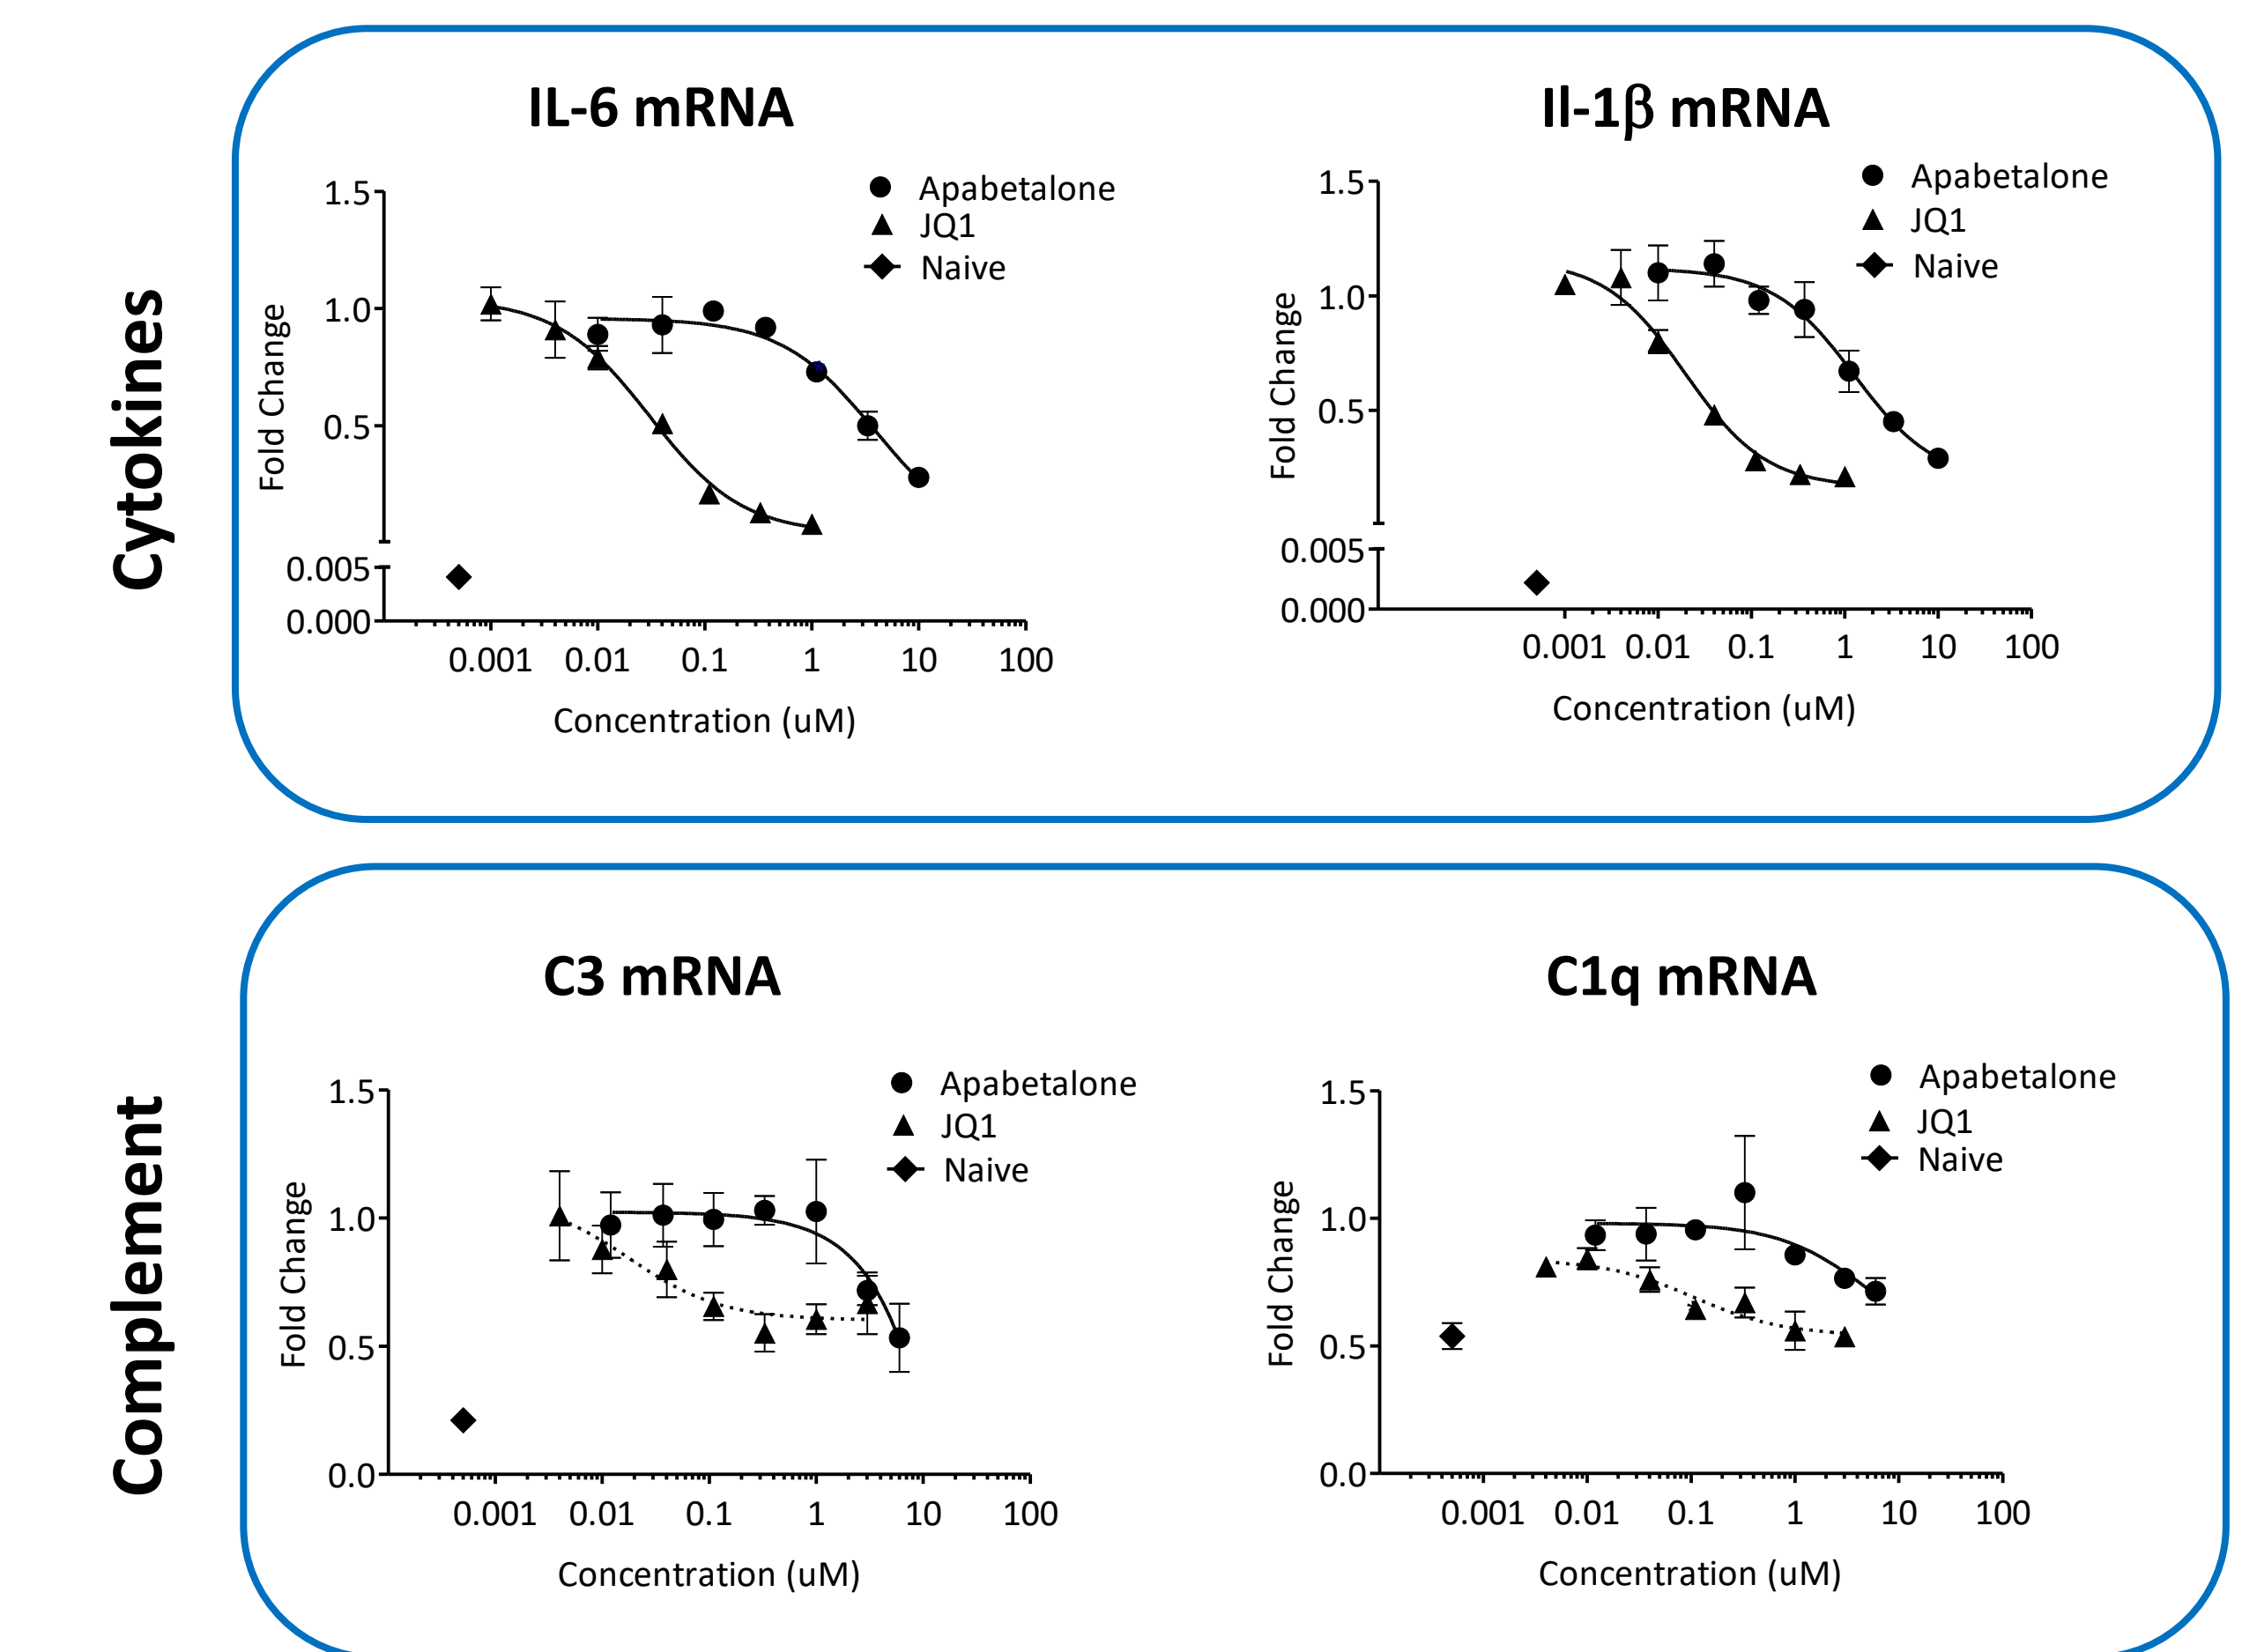 Cytokines
IL-6 mRNA
Apabetalone
JQ1
Naive
Fold Change
1.5
1.0
0.5
0.005
0.000
0.001 0.01 0.1 1 10 100
Concentration (uM)
Il-1β mRNA
Apabetalone
JQ1
Naive
Fold Change
1.5
1.0
0.5
0.005
0.000
0.001 0.01 0.1 1 10 100
Concentration (uM)
Complement
C3 mRNA
Apabetalone
JQ1
Naive
Fold Change
1.5
1.0
0.5
0.0
0.001 0.01 0.1 1 10 100
Concentration (uM)
C1q mRNA
Apabetalone
JQ1
Naive
Fold Change
1.5
1.0
0.5
0.0
0.001 0.01 0.1 1 10 100
Concentration (uM)